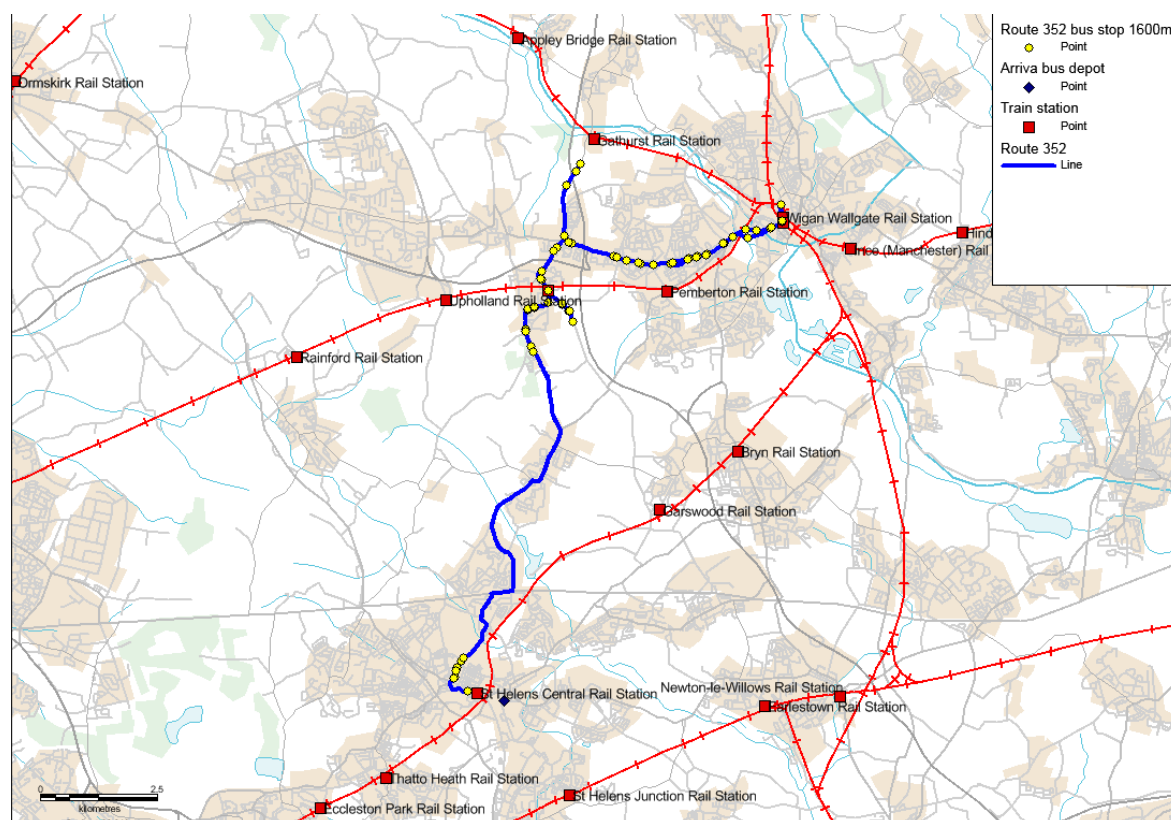 Route 352 bus stop 1600m
Point
Arriva bus depot
Point
Train station
Point
Route 352
Line
Appley Bridge Rail Station
Ormskirk Rail Station
Gathurst Rail Station
Wigan Wallgate Rail Station
Hind
Ince (Manchester) Rail
Upholland Rail Station
Pemberton Rail Station
Rainford Rail Station
Bryn Rail Station
Garswood Rail Station
St Helens Central Rail Station
Newton-le-Willows Rail Station
Earlestown Rail Station
Thatto Heath Rail Station
St Helens Junction Rail Station
Eccleston Park Rail Station
0
2.5
kilometres